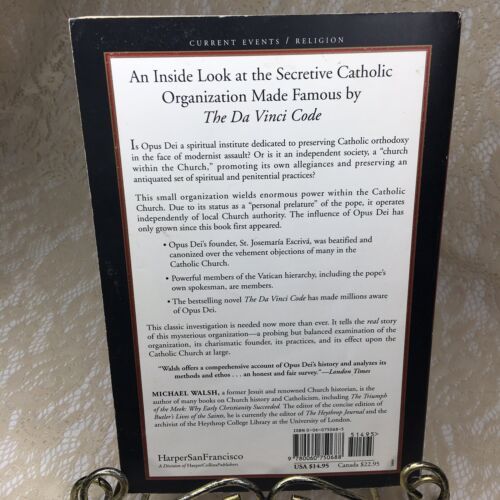 CURRENT EVENTS / RELIGION
An Inside Look at the Secretive Catholic
Organization Made Famous by
The Da Vinci Code
Is Opus Dei a spiritual institute dedicated to preserving Catholic orthodoxy
in the face of modernist assault? Or is it an independent society, a “church
within the Church,” promoting its own allegiances and preserving an
antiquated set of spiritual and penitential practices?
This small organization wields enormous power within the Catholic
Church. Due to its status as a “personal prelature” of the pope, it operates
independently of local Church authority. The influence of Opus Dei has
only grown since this book first appeared.
• Opus Dei’s founder, St. Josemaría Escrivá, was beatified and
canonized over the vehement objections of many in the
Catholic Church.
• Powerful members of the Vatican hierarchy, including the pope’s
own spokesman, are members.
• The bestselling novel The Da Vinci Code has made millions aware
of Opus Dei.
This classic investigation is needed now more than ever. It tells the real story
of this mysterious organization—a probing but balanced examination of the
organization, its charismatic founder, its practices, and its effect upon the
Catholic Church at large.
“Walsh offers a comprehensive account of Opus Dei’s history and analyzes its
methods and ethos . . . an honest and fair survey.”—London Times
MICHAEL WALSH, a former Jesuit and renowned Church historian, is the
author of many books on Church history and Catholicism, including The Triumph
of the Meek: Why Early Christianity Succeeded. The editor of the concise edition of
Butler’s Lives of the Saints, he is currently the editor of The Heythrop Journal and the
archivist of the Heythrop College Library at the University of London.
ISBN 0-06-075068-5
51495
9 780060 750688
HarperSanFrancisco
A Division of HarperCollinsPublishers
USA $14.95 Canada $22.95